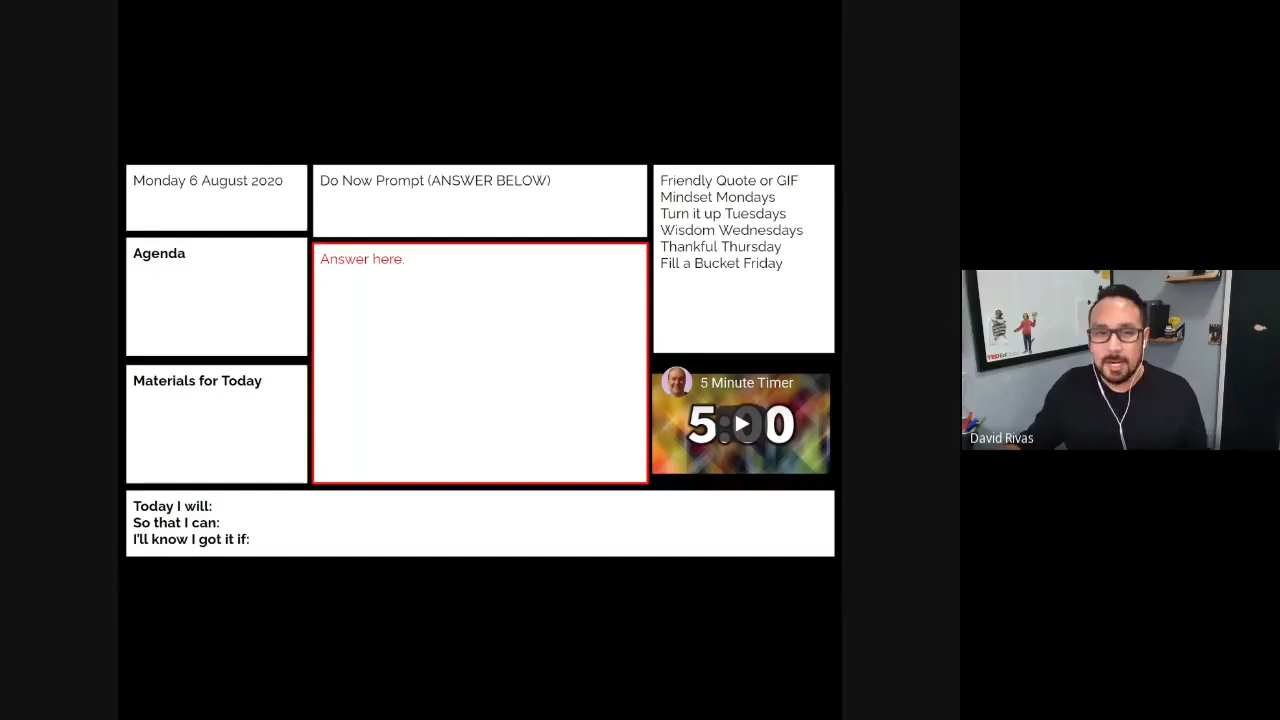 Monday 6 August 2020
Do Now Prompt (ANSWER BELOW)
Friendly Quote or GIF
Mindset Mondays
Turn it up Tuesdays
Wisdom Wednesdays
Thankful Thursday
Fill a Bucket Friday
Agenda
Answer here.
Materials for Today
5 Minute Timer
5:00
Today I will:
So that I can:
I'll know I got it if:
TEDEd
David Rivas